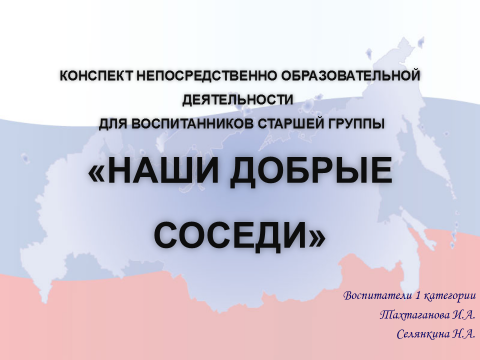 КОНСПЕКТ НЕПОСРЕДСТВЕННО ОБРАЗОВАТЕЛЬНОЙ
ДЕЯТЕЛЬНОСТИ
ДЛЯ ВОСПИТАННИКОВ СТАРШЕЙ ГРУППЫ
«НАШИ ДОБРЫЕ
СОСЕДИ»
Воспитатели 1 категории
Тахтаганова И.А.
Селянкина Н.А.